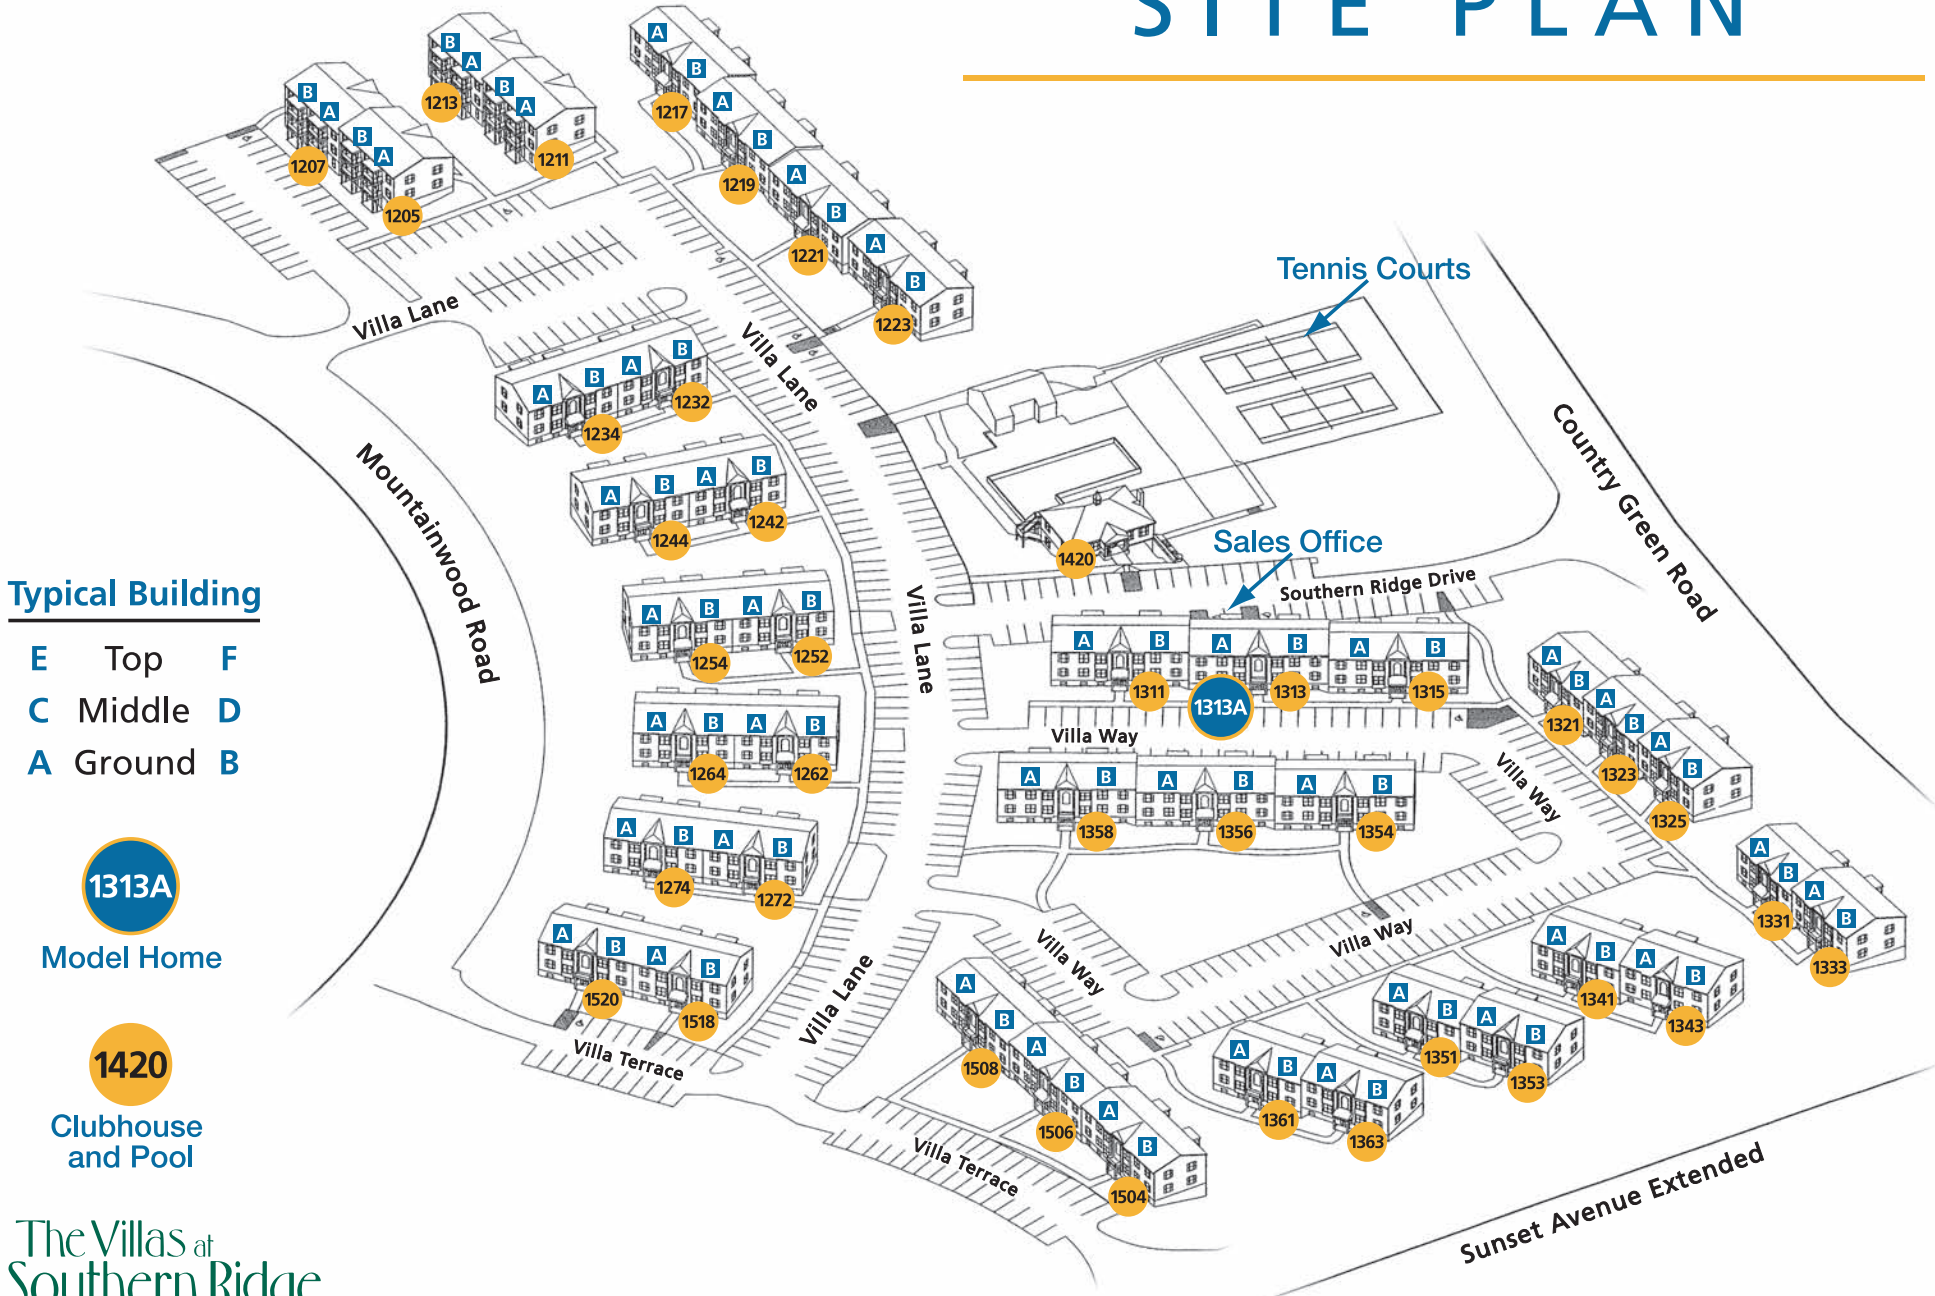 SITE PLAN
B
A
B
A
1213
1211
A
B
A
B
A
B
A
B
1217
1219
1221
1223
B
A
B
A
1207
1205
Villa Lane
Villa Lane
Tennis Courts
A
B
A
B
1234
1232
A
B
A
B
1244
1242
Mountainwood Road
Country Green Road
1420
Sales Office
Southern Ridge Drive
Villa Lane
A
B
A
B
1254
1252
A
B
A
B
A
B
1311
1313A
1313
1315
Villa Way
A
B
A
B
1264
1262
A
B
A
B
A
B
1358
1356
1354
A
B
A
B
A
B
1321
1323
1325
Villa Way
A
B
A
B
1274
1272
A
B
A
B
1331
1333
A
B
A
B
1520
1518
Villa Terrace
Villa Lane
Villa Way
Villa Way
A
B
A
B
1341
1343
A
B
A
B
1351
1353
A
B
A
B
1361
1363
A
B
A
B
A
B
1508
1506
1504
Villa Terrace
Sunset Avenue Extended
Typical Building
E Top F
C Middle D
A Ground B
1313A
Model Home
1420
Clubhouse
and Pool
The Villas at
Southern Ridge